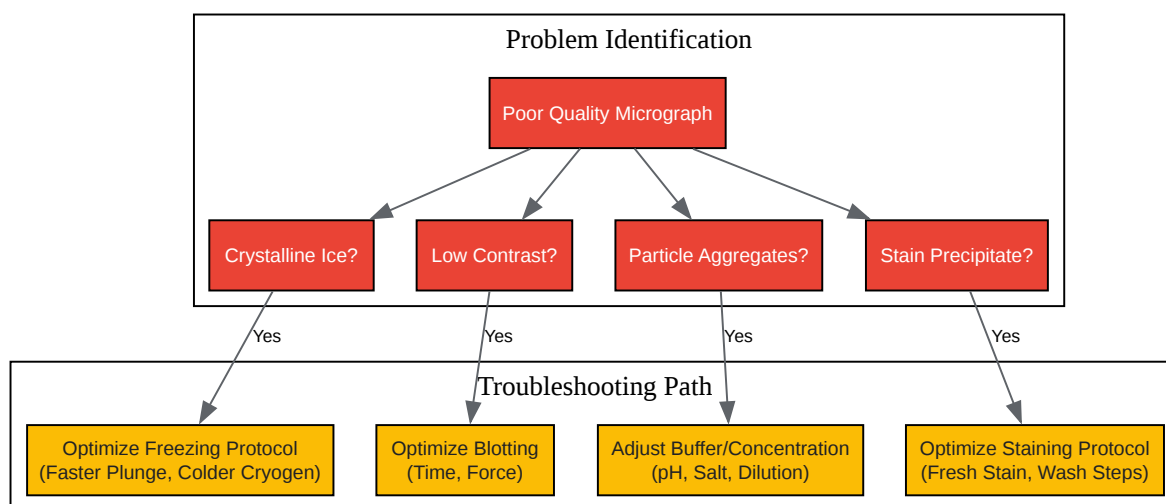 Problem Identification
Poor Quality Micrograph
Crystalline Ice?
Low Contrast?
Particle Aggregates?
Stain Precipitate?
Yes
Yes
Yes
Yes
Troubleshooting Path
Optimize Freezing Protocol
(Faster Plunge, Colder Cryogen)
Optimize Blotting
(Time, Force)
Adjust Buffer/Concentration
(pH, Salt, Dilution)
Optimize Staining Protocol
(Fresh Stain, Wash Steps)